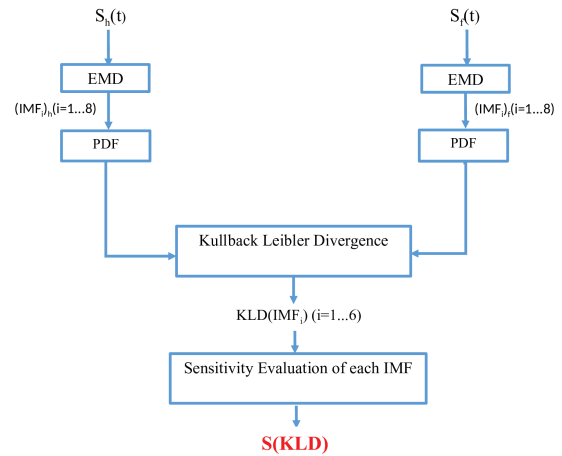 S_h(t)
S_f(t)
EMD
EMD
(IMF_i)_h(i=1...8)
(IMF_i)_f(i=1...8)
PDF
PDF
Kullback Leibler Divergence
KLD(IMF_i) (i=1...6)
Sensitivity Evaluation of each IMF
S(KLD)